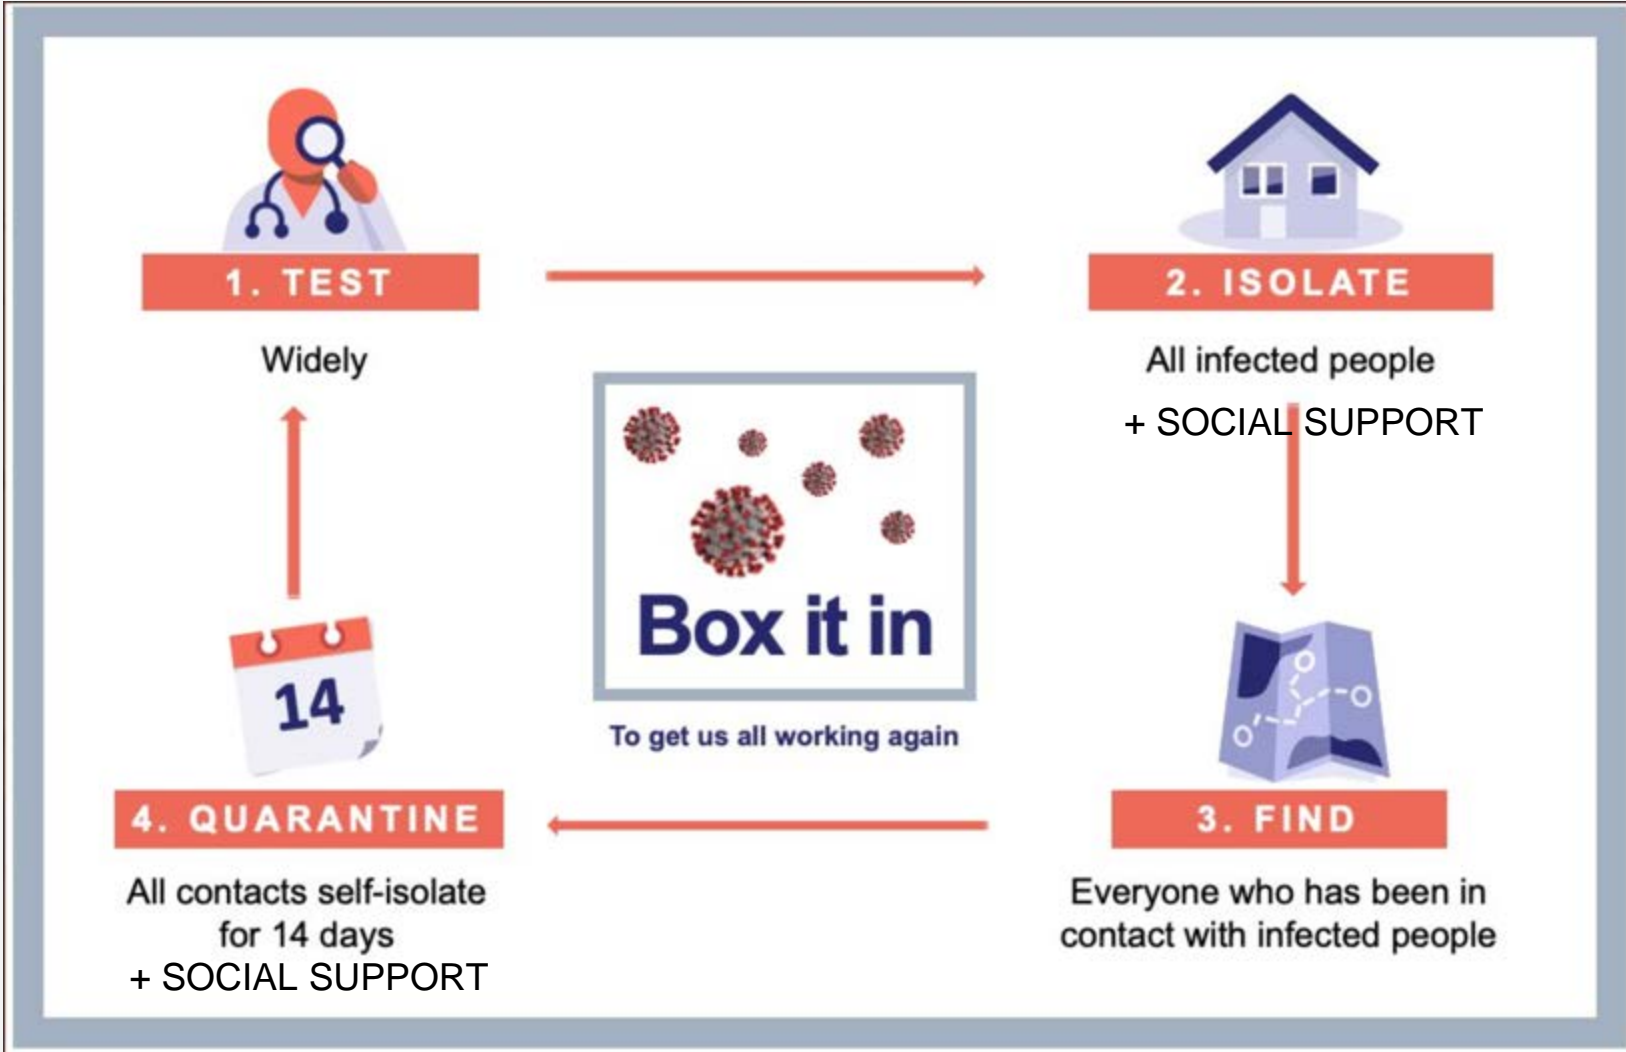 1. TEST
Widely
2. ISOLATE
All infected people
+ SOCIAL SUPPORT
Box it in
To get us all working again
3. FIND
Everyone who has been in
contact with infected people
14
4. QUARANTINE
All contacts self-isolate
for 14 days
+ SOCIAL SUPPORT